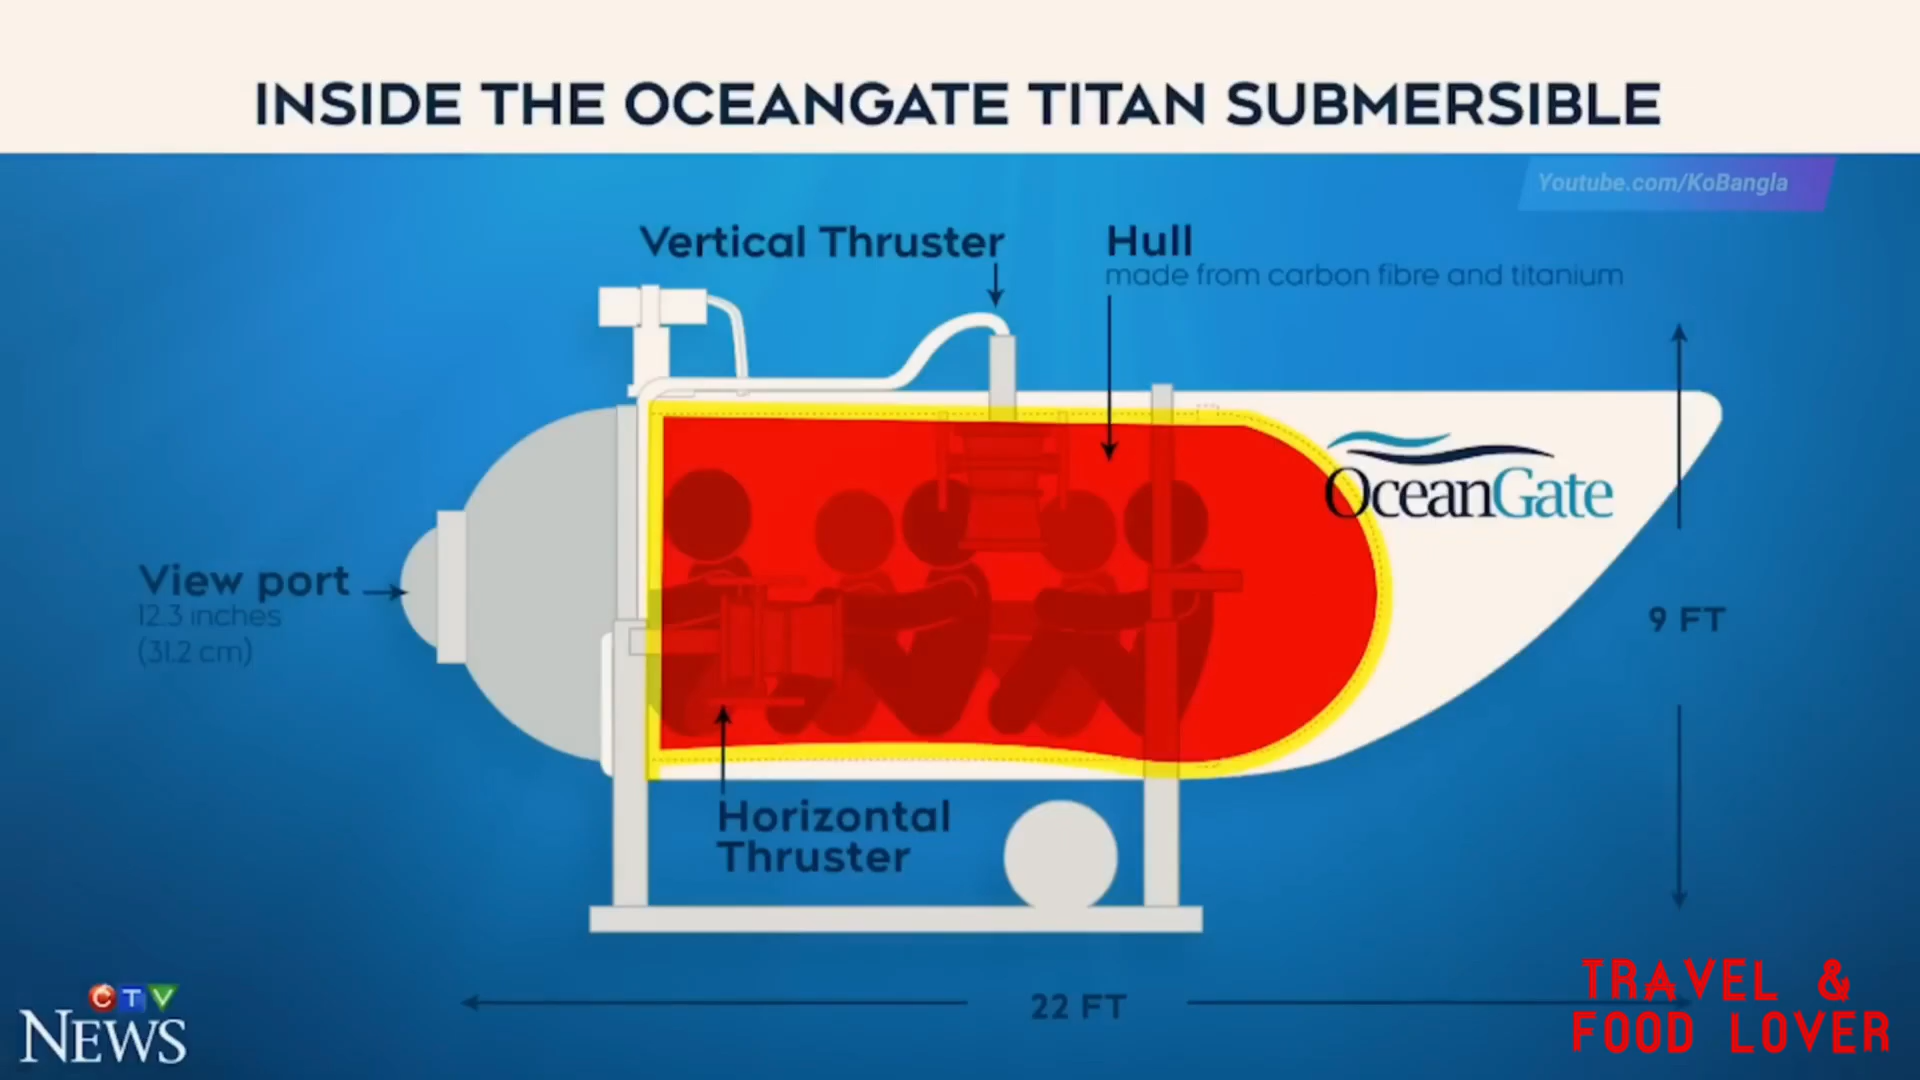 INSIDE THE OCEANGATE TITAN SUBMERSIBLE
Youtube.com/KoBangla
Vertical Thruster
Hull
made from carbon fibre and titanium
OceanGate
View port
12.3 inches
(31.2 cm)
9 FT
Horizontal
Thruster
22 FT
CTV
NEWS
TRAVEL &
FOOD LOVER